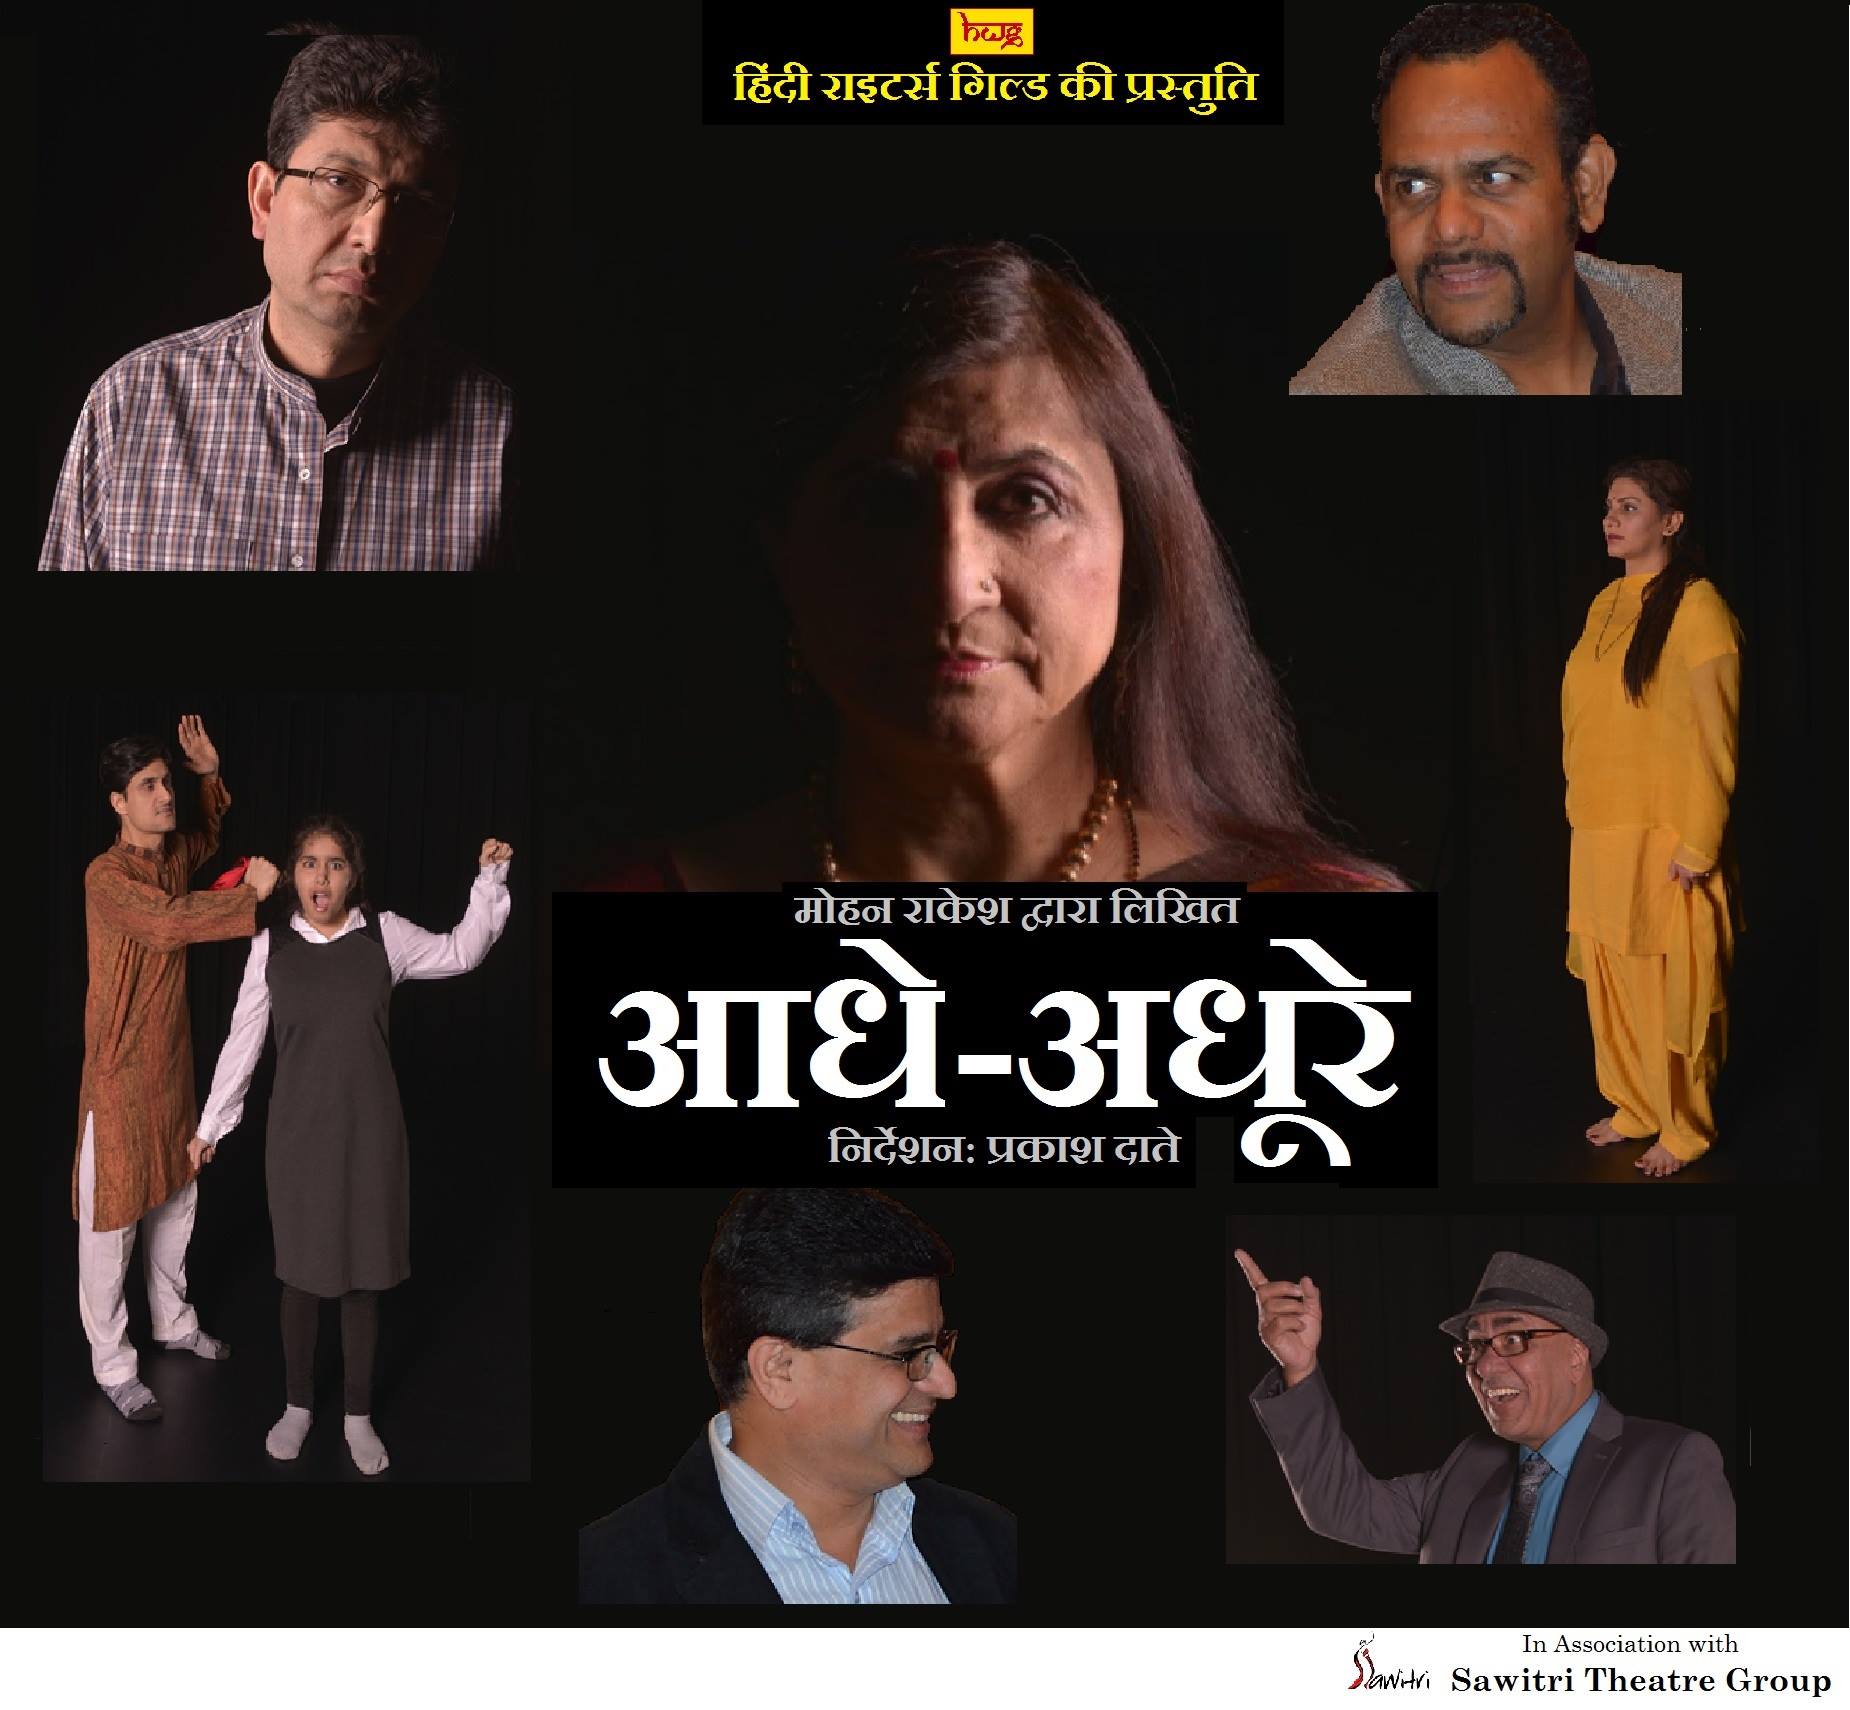 hwg
हिंदी राइटर्स गिल्ड की प्रस्तुति
मोहन राकेश द्वारा लिखित
आधे-अधूरे
निर्देशन: प्रकाश दाते
In Association with
Sawitri
Sawitri Theatre Group